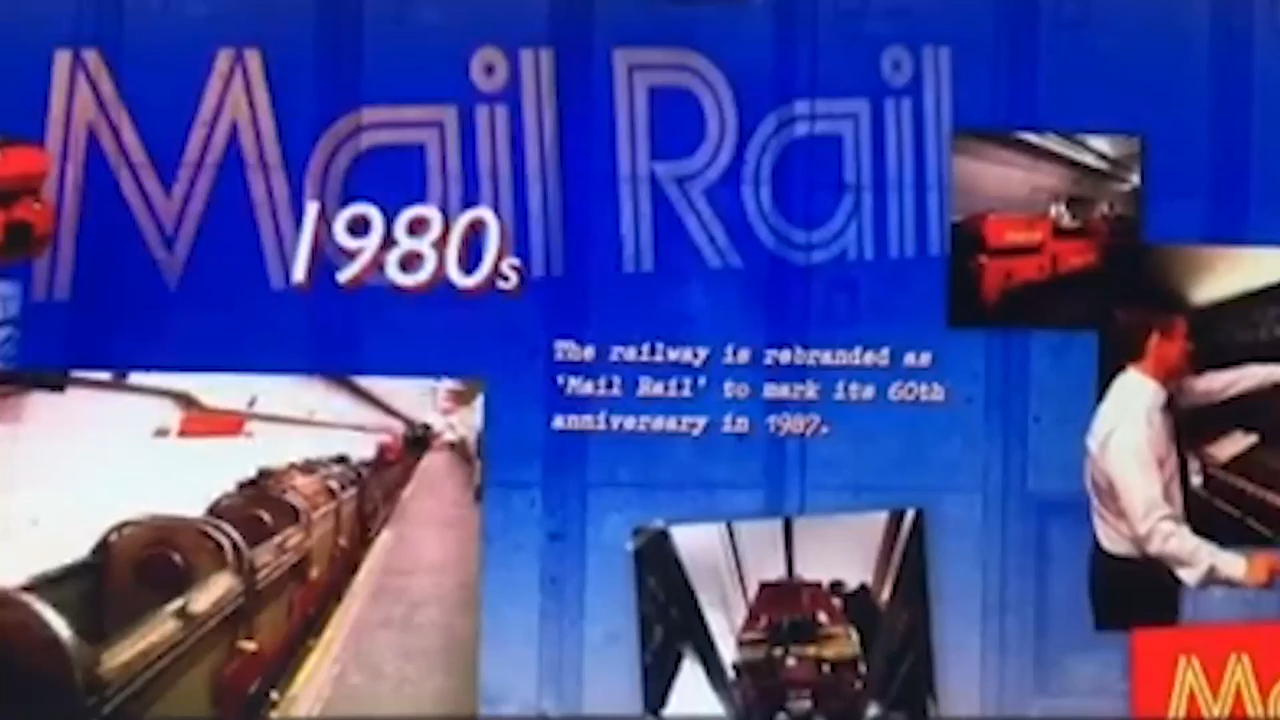 Mail Rail
1980s
The railway is rebranded as
'Mail Rail' to mark its 60th
anniversary in 1987.